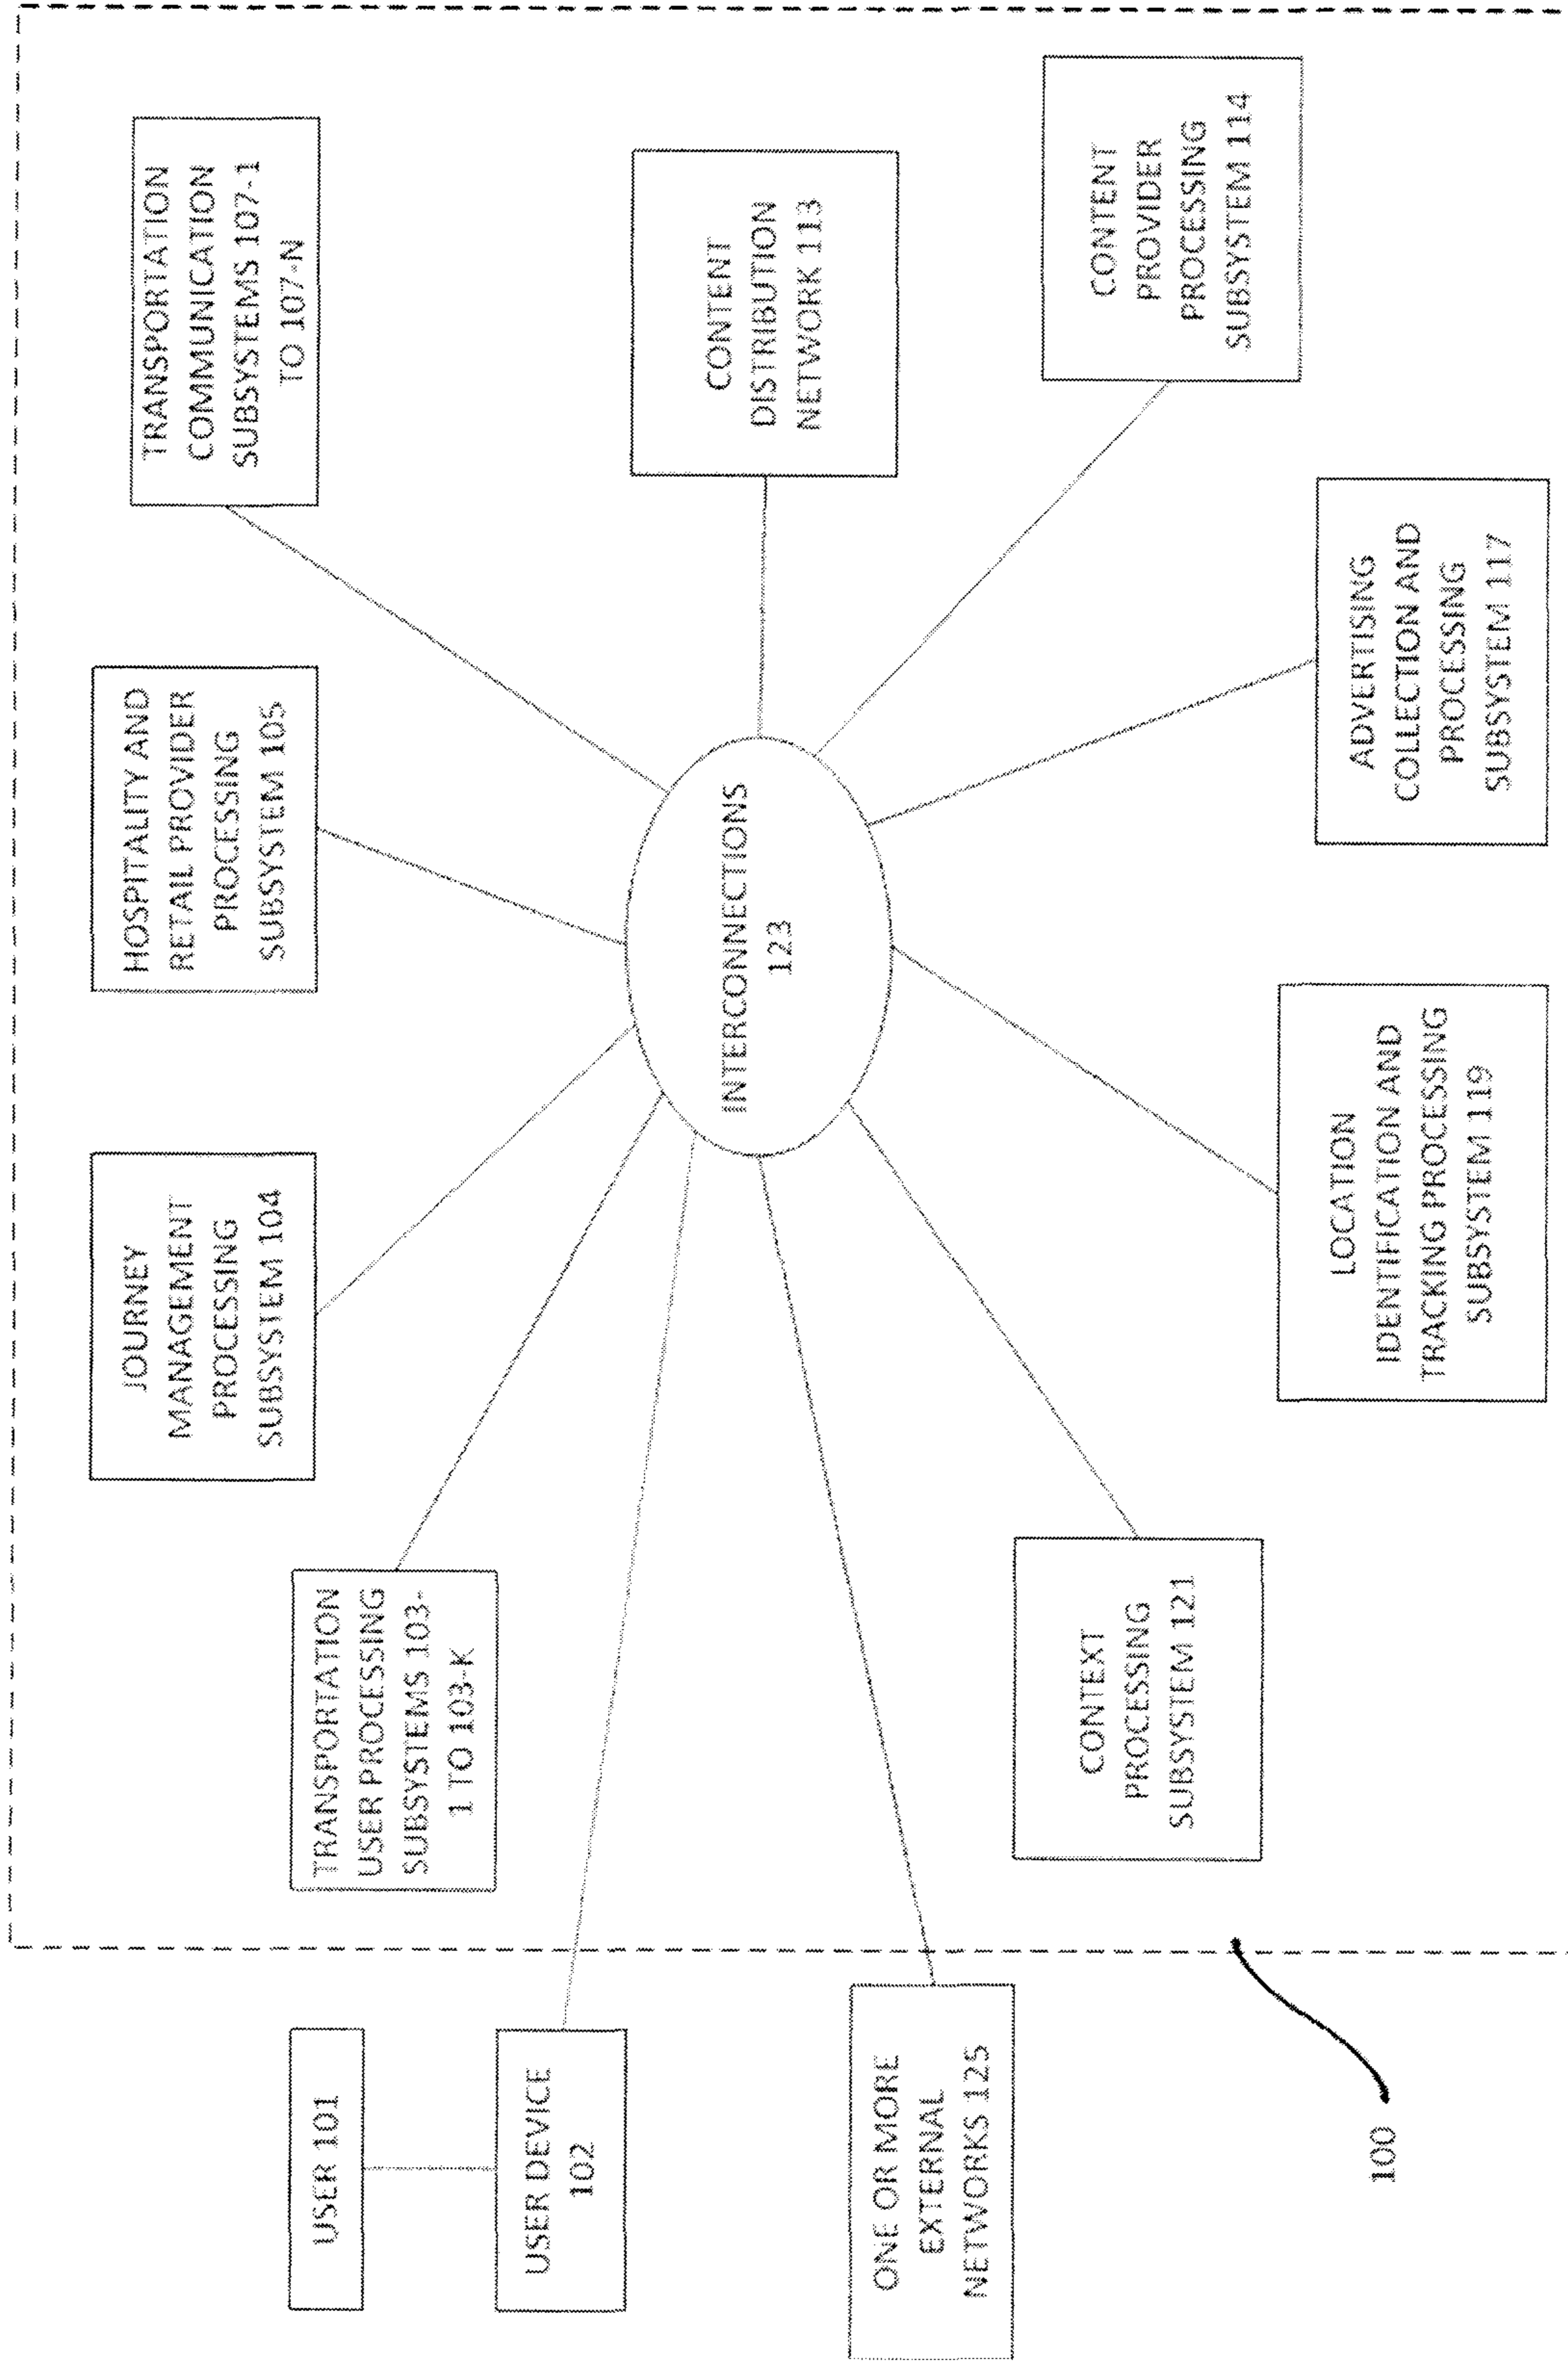 USER 101
USER DEVICE
102
ONE OR MORE
EXTERNAL
NETWORKS 125
100
TRANSPORTATION
USER PROCESSING
SUBSYSTEMS 103-
1 TO 103-K
JOURNEY
MANAGEMENT
PROCESSING
SUBSYSTEM 104
HOSPITALITY AND
RETAIL PROVIDER
PROCESSING
SUBSYSTEM 105
TRANSPORTATION
COMMUNICATION
SUBSYSTEMS 107-1
TO 107-N
INTERCONNECTIONS
123
CONTENT
DISTRIBUTION
NETWORK 113
CONTENT
PROVIDER
PROCESSING
SUBSYSTEM 114
ADVERTISING
COLLECTION AND
PROCESSING
SUBSYSTEM 117
LOCATION
IDENTIFICATION AND
TRACKING PROCESSING
SUBSYSTEM 119
CONTEXT
PROCESSING
SUBSYSTEM 121